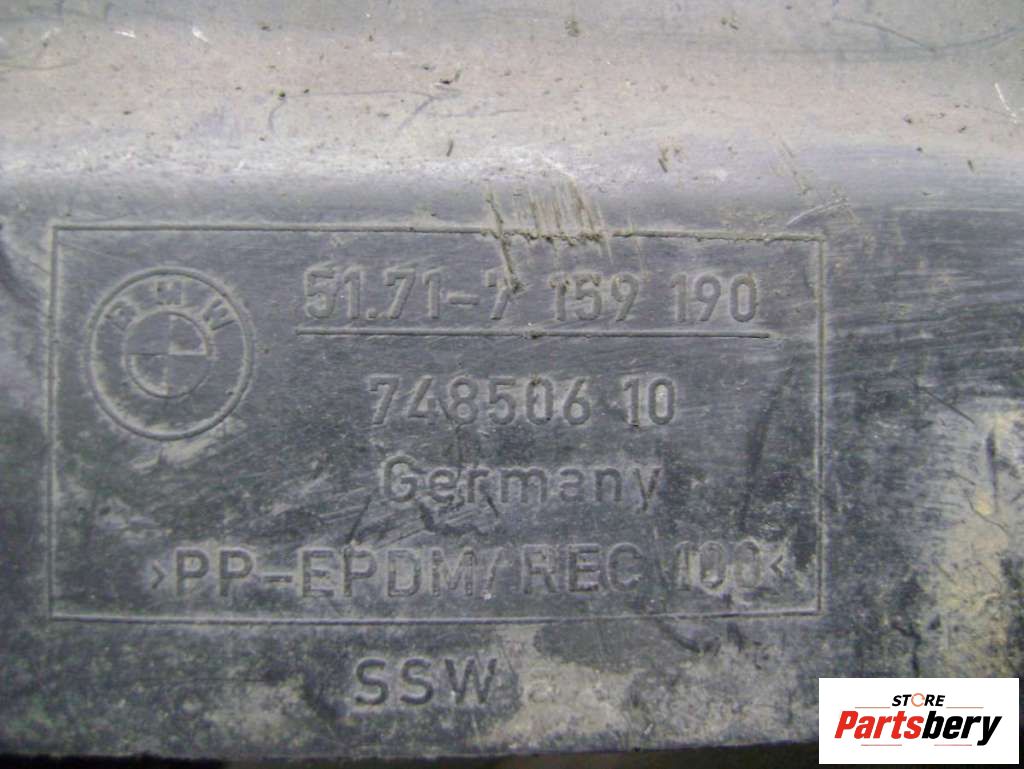 BMW
51.71-7 159 190
748506 10
Germany
>PP-EPDM/REC 100<
SSW
STORE
Partsbery